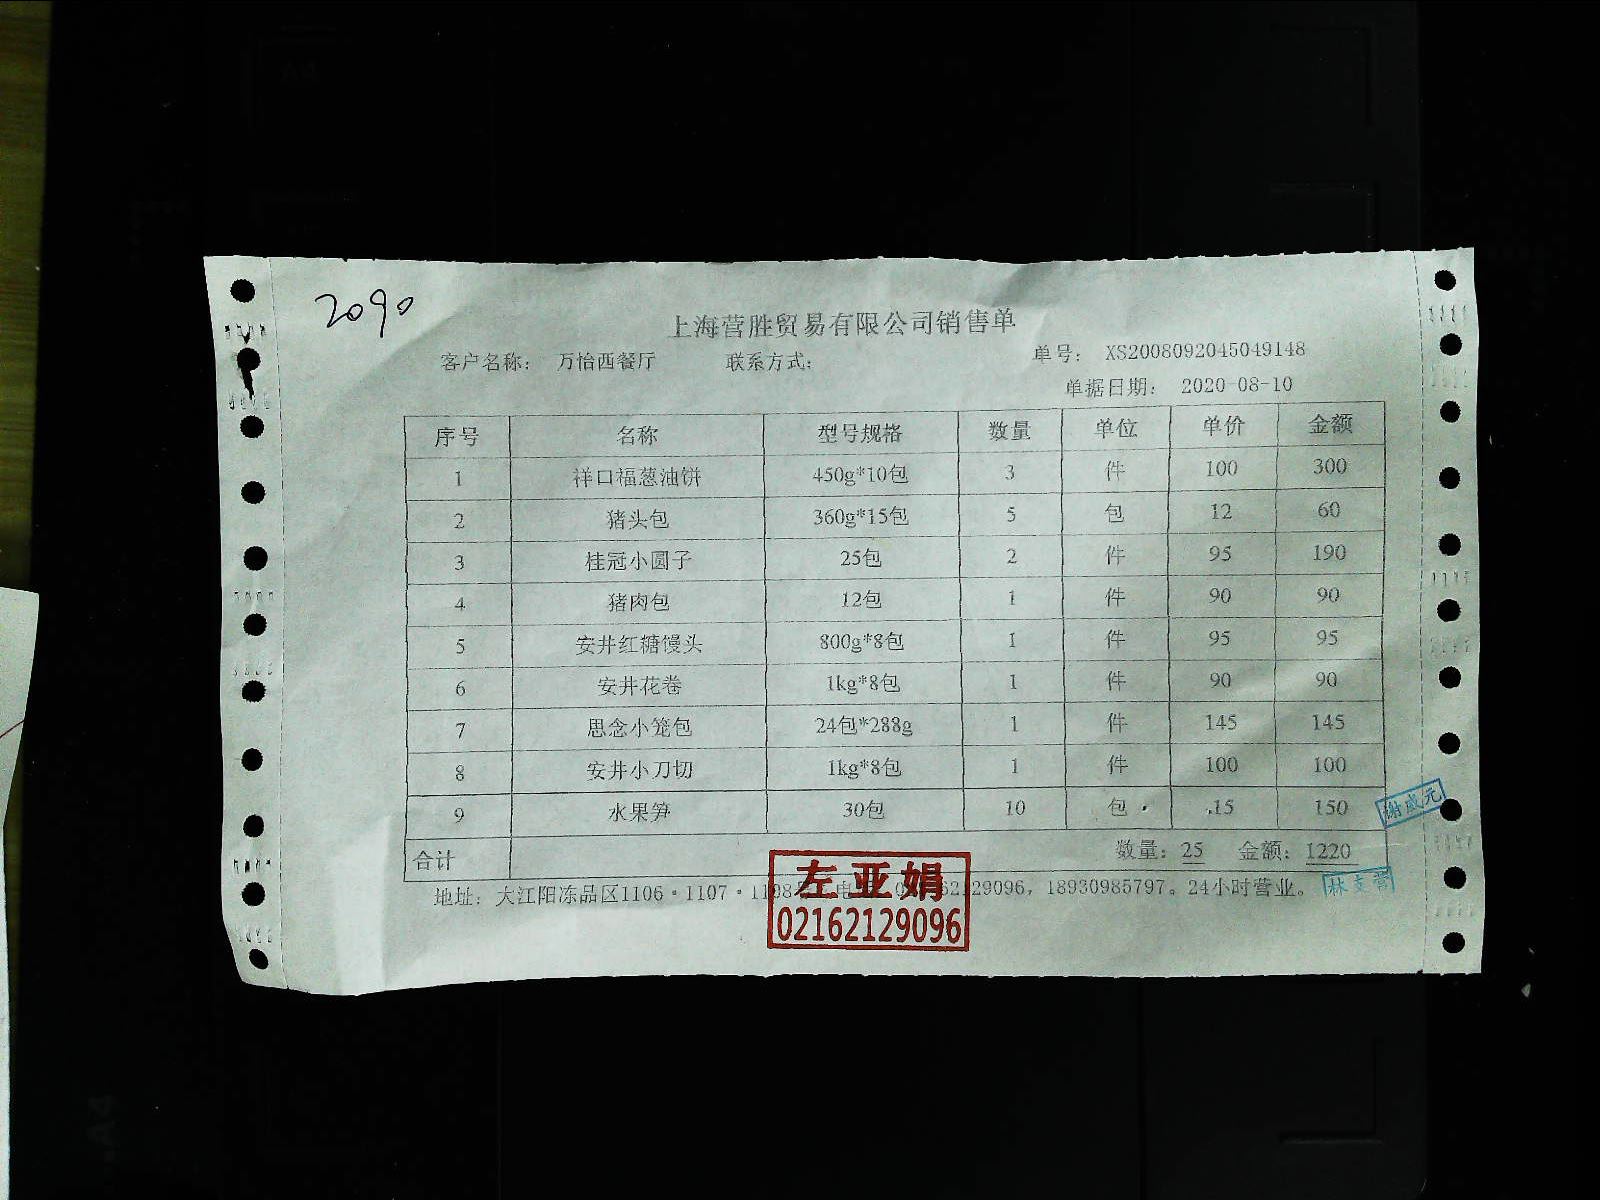 2090
上海营胜贸易有限公司销售单
客户名称： 万怡西餐厅 联系方式： 单号： XS2008092045049148
单据日期： 2020-08-10
序号 名称 型号规格 数量 单位 单价 金额
1 祥口福葱油饼 450g*10包 3 件 100 300
2 猪头包 360g*15包 5 包 12 60
3 桂冠小圆子 25包 2 件 95 190
4 猪肉包 12包 1 件 90 90
5 安井红糖馒头 800g*8包 1 件 95 95
6 安井花卷 1kg*8包 1 件 90 90
7 思念小笼包 24包*288g 1 件 145 145
8 安井小刀切 1kg*8包 1 件 100 100
9 水果笋 30包 10 包 15 150
合计 数量：25 金额：1220
地址：大江阳冻品区1106·1107· 62129096，18930985797。24小时营业。
左亚娟
02162129096
A4